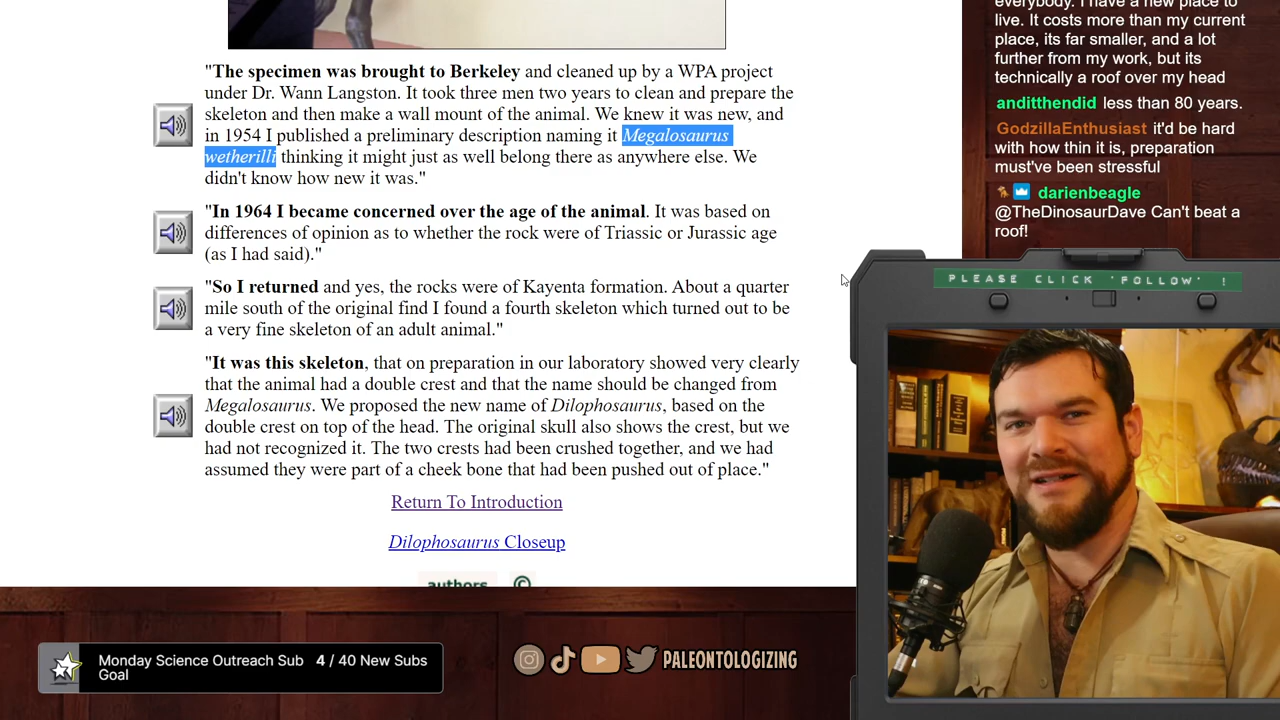 "The specimen was brought to Berkeley and cleaned up by a WPA project
under Dr. Wann Langston. It took three men two years to clean and prepare the
skeleton and then make a wall mount of the animal. We knew it was new, and
in 1954 I published a preliminary description naming it Megalosaurus
wetherilli thinking it might just as well belong there as anywhere else. We
didn't know how new it was."
"In 1964 I became concerned over the age of the animal. It was based on
differences of opinion as to whether the rock were of Triassic or Jurassic age
(as I had said)."
"So I returned and yes, the rocks were of Kayenta formation. About a quarter
mile south of the original find I found a fourth skeleton which turned out to be
a very fine skeleton of an adult animal."
"It was this skeleton, that on preparation in our laboratory showed very clearly
that the animal had a double crest and that the name should be changed from
Megalosaurus. We proposed the new name of Dilophosaurus, based on the
double crest on top of the head. The original skull also shows the crest, but we
had not recognized it. The two crests had been crushed together, and we had
assumed they were part of a cheek bone that had been pushed out of place."
Return To Introduction
Dilophosaurus Closeup
authors ©
everybody. I have a new place to
live. It costs more than my current
place, its far smaller, and a lot
further from my work, but its
technically a roof over my head
anditthendid less than 80 years.
GodzillaEnthusiast it'd be hard
with how thin it is, preparation
must've been stressful
darienbeagle
@TheDinosaurDave Can't beat a
roof!
PLEASE CLICK 'FOLLOW' !
Monday Science Outreach Sub 4 / 40 New Subs
Goal
PALEONTOLOGIZING